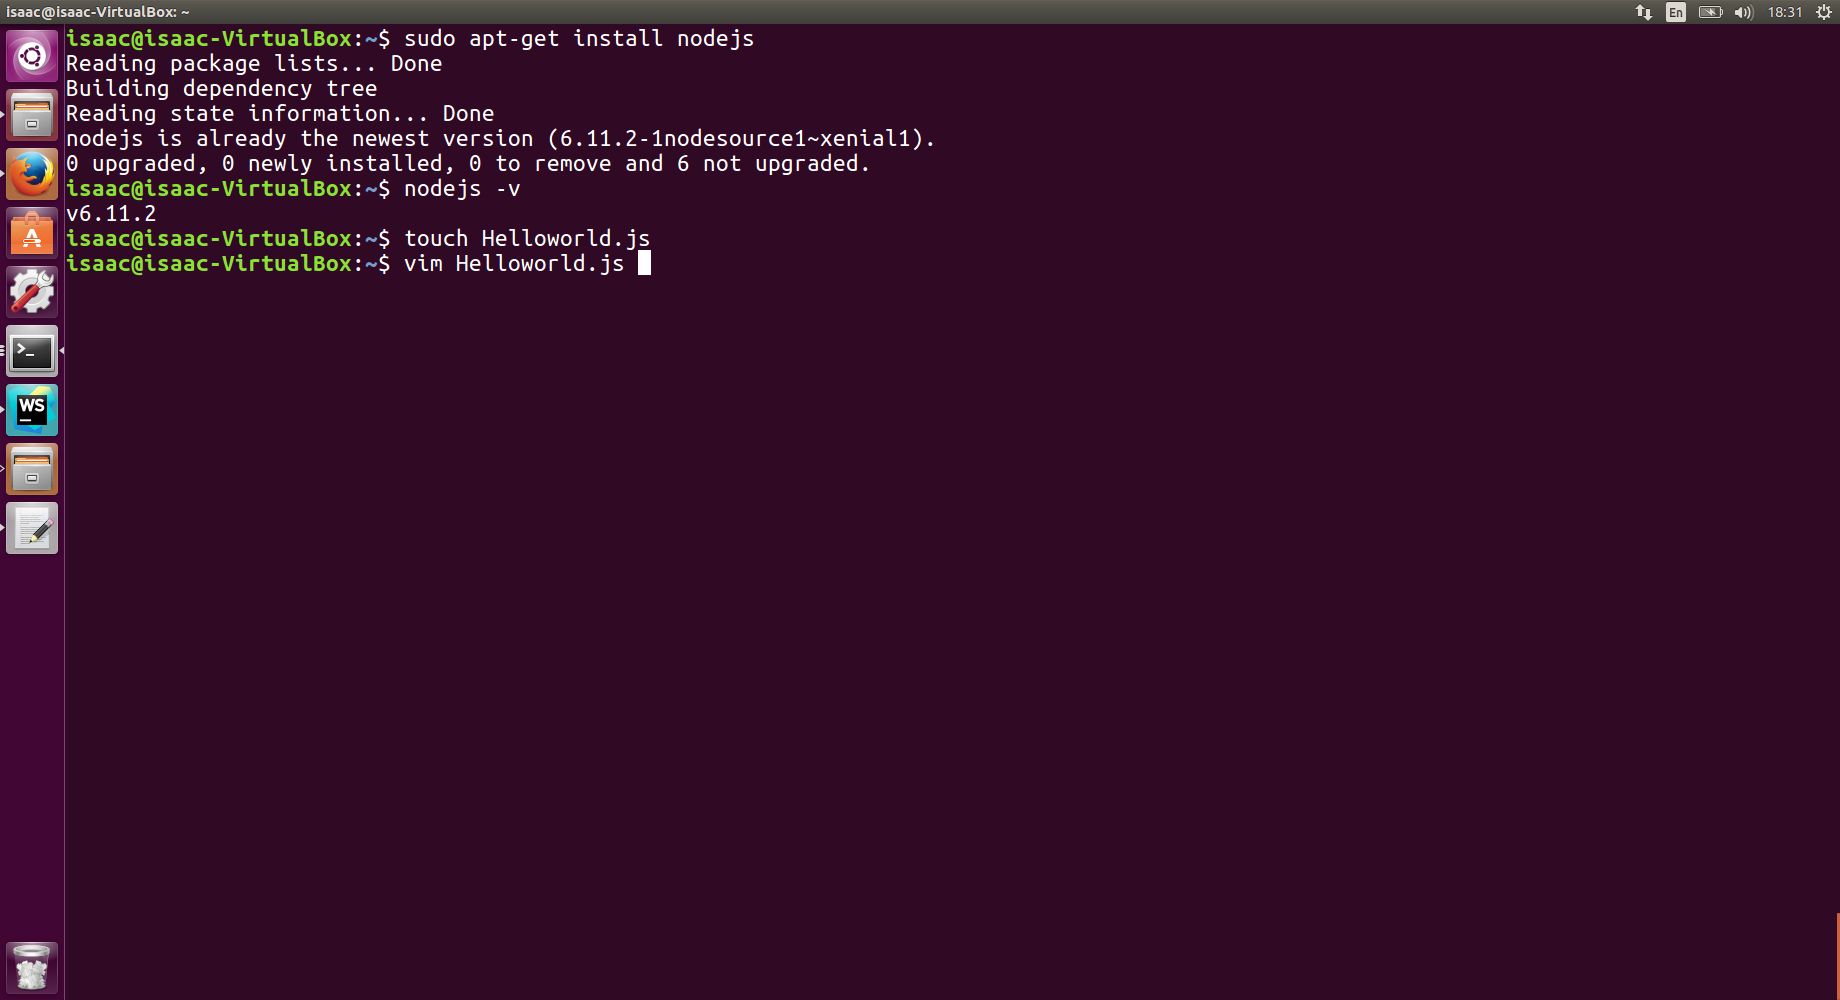 isaac@isaac-VirtualBox: ~
En
18:31
isaac@isaac-VirtualBox:~$ sudo apt-get install nodejs
Reading package lists... Done
Building dependency tree
Reading state information... Done
nodejs is already the newest version (6.11.2-1nodesource1~xenial1).
0 upgraded, 0 newly installed, 0 to remove and 6 not upgraded.
isaac@isaac-VirtualBox:~$ nodejs -v
v6.11.2
isaac@isaac-VirtualBox:~$ touch Helloworld.js
isaac@isaac-VirtualBox:~$ vim Helloworld.js
>_
WS